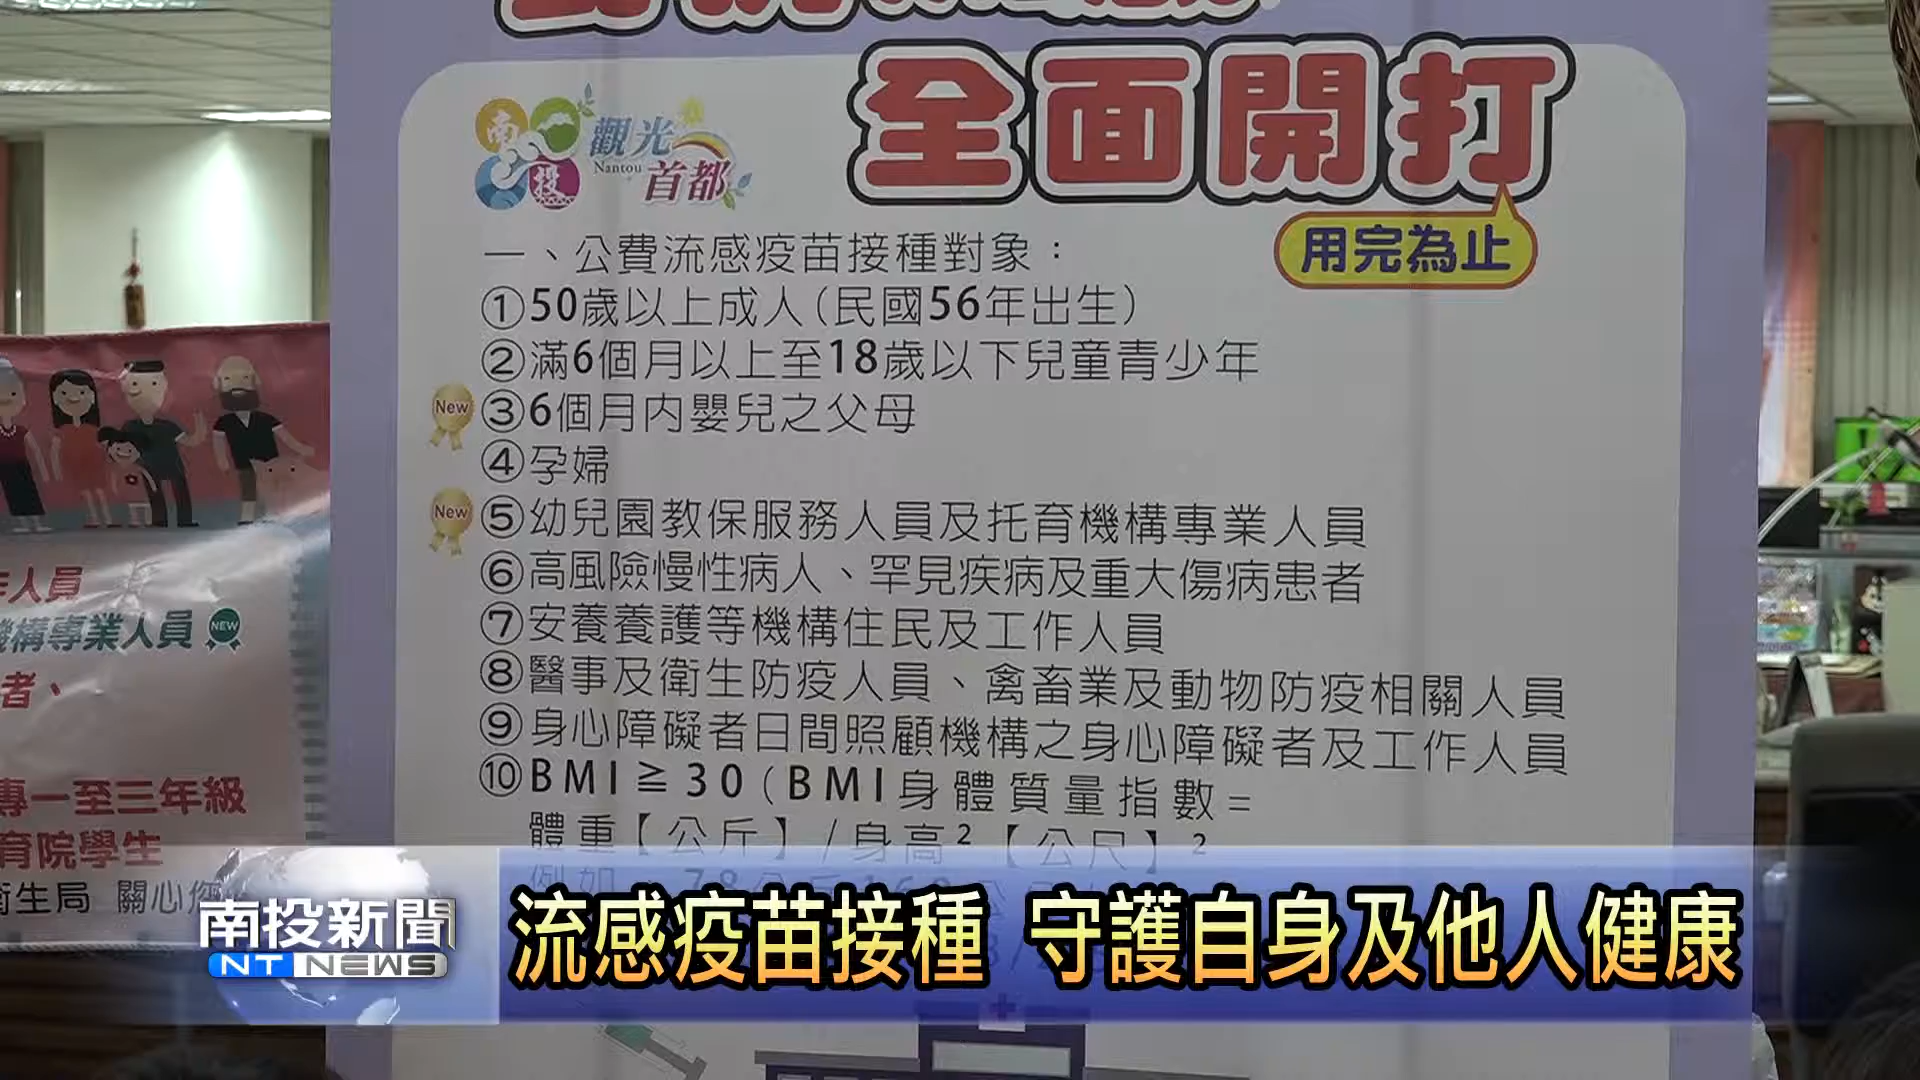 全面開打
南投
觀光
Nantou
首都
用完為止
一、公費流感疫苗接種對象：
①50歲以上成人(民國56年出生)
②滿6個月以上至18歲以下兒童青少年
New ③6個月內嬰兒之父母
④孕婦
New ⑤幼兒園教保服務人員及托育機構專業人員
⑥高風險慢性病人、罕見疾病及重大傷病患者
⑦安養養護等機構住民及工作人員
⑧醫事及衛生防疫人員、禽畜業及動物防疫相關人員
⑨身心障礙者日間照顧機構之身心障礙者及工作人員
⑩BMI≧30(BMI身體質量指數=
體重【公斤】/身高²【公尺】²
人員
機構專業人員 NEW
者、
專一至三年級
育院學生
衛生局 關心您
南投新聞
NT NEWS
流感疫苗接種 守護自身及他人健康